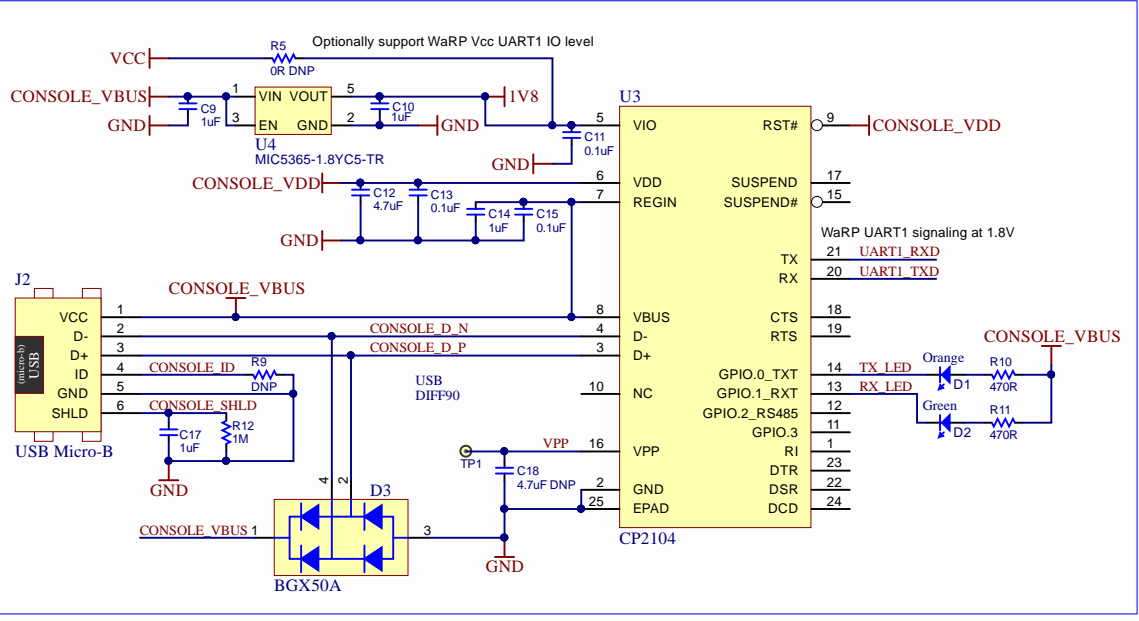 Optionally support WaRP Vcc UART1 IO level
VCC
R5
0R DNP
CONSOLE_VBUS
C9
1uF
GND
1
3
VIN VOUT
EN GND
5
2
U4
MIC5365-1.8YC5-TR
C10
1uF
GND
1V8
C11
0.1uF
GND
CONSOLE_VDD
C12
4.7uF
C13
0.1uF
C14
1uF
C15
0.1uF
GND
U3
5 VIO
6 VDD
7 REGIN
8 VBUS
4 D-
3 D+
10 NC
16 VPP
2 GND
25 EPAD
RST# 9
CONSOLE_VDD
SUSPEND 17
SUSPEND# 15
WaRP UART1 signaling at 1.8V
TX 21 UART1_RXD
RX 20 UART1_TXD
CTS 18
RTS 19
GPIO.0_TXT 14 TX_LED
GPIO.1_RXT 13 RX_LED
GPIO.2_RS485 12
GPIO.3 11
RI 1
DTR 23
DSR 22
DCD 24
CP2104
CONSOLE_VBUS
Orange
D1
R10
470R
Green
D2
R11
470R
J2
CONSOLE_VBUS
(micro-b)
USB
VCC 1
D- 2
D+ 3
ID 4
GND 5
SHLD 6
USB Micro-B
CONSOLE_D_N
CONSOLE_D_P
CONSOLE_ID
R9
DNP
USB
DIFF90
CONSOLE_SHLD
C17
1uF
R12
1M
GND
VPP
TP1
C18
4.7uF DNP
GND
4
2
D3
CONSOLE_VBUS 1
3
BGX50A